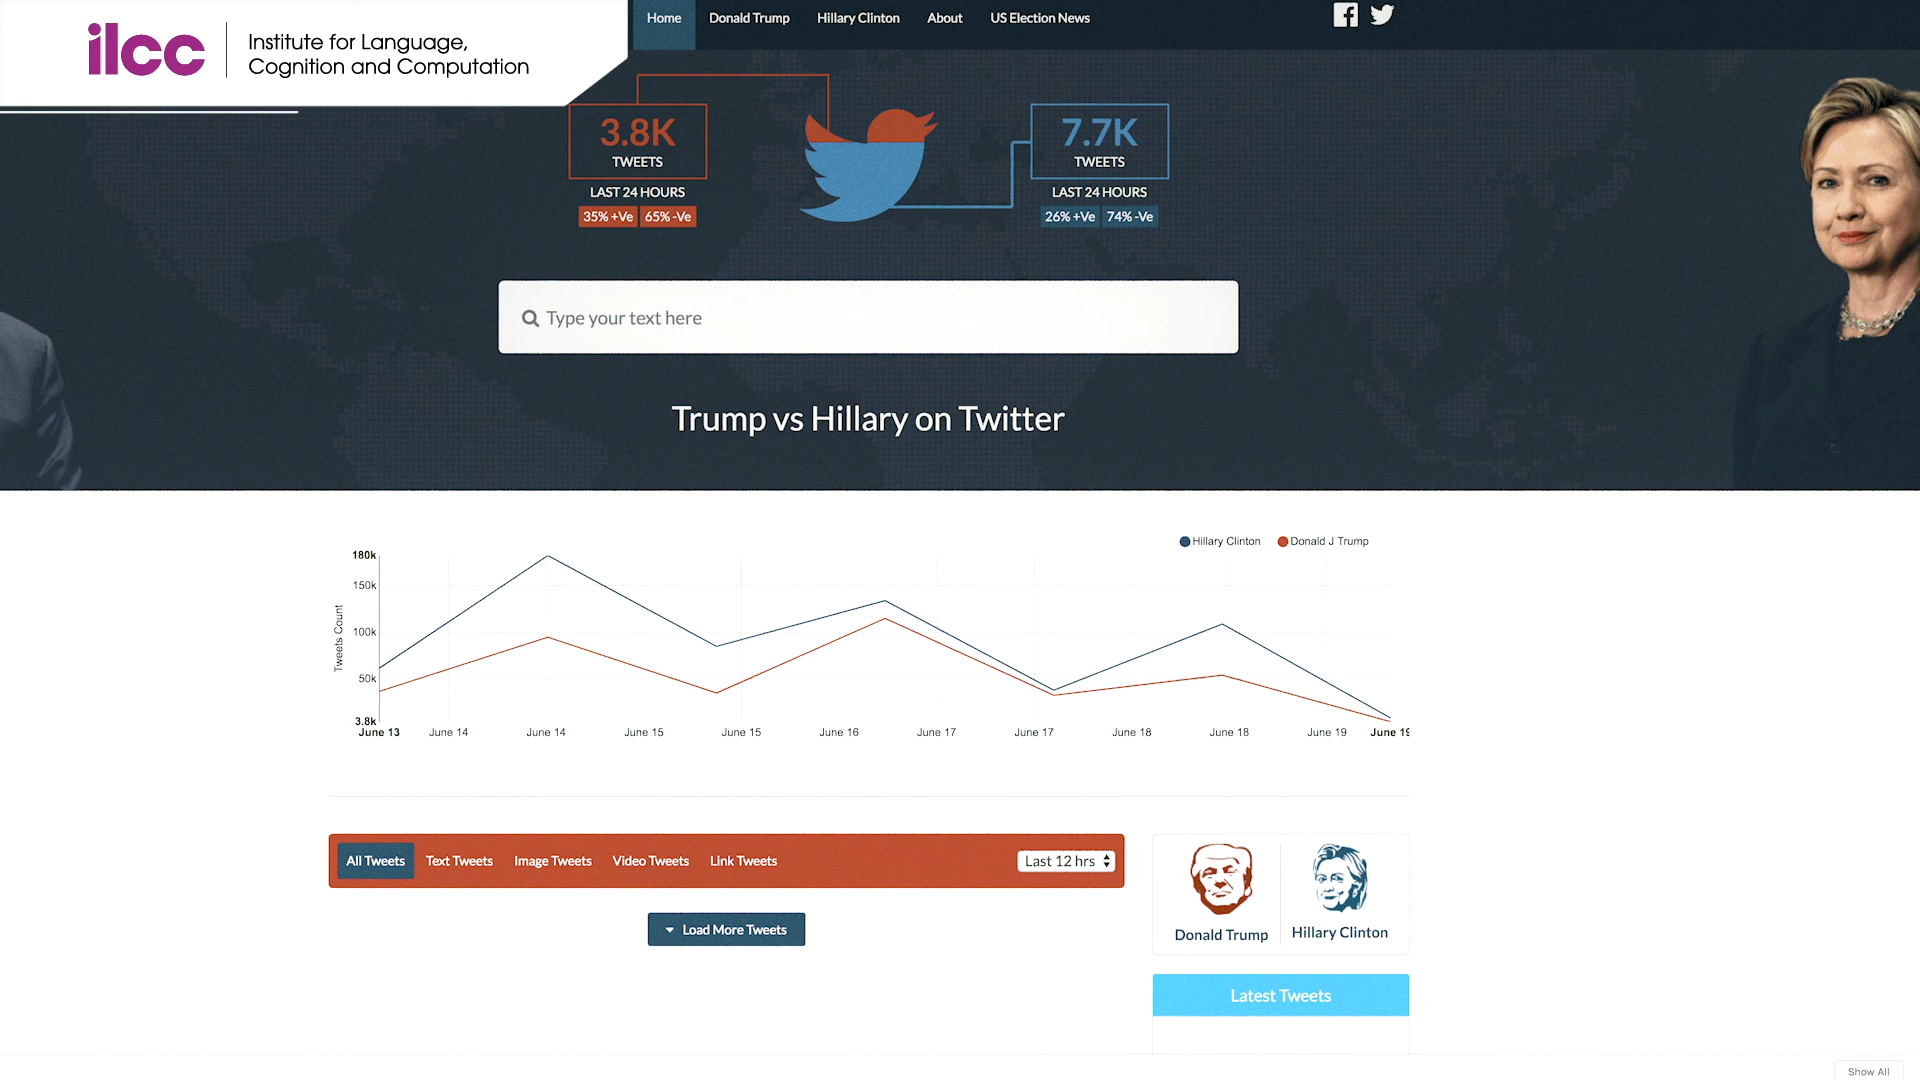 ilcc
Institute for Language,
Cognition and Computation
Home
Donald Trump
Hillary Clinton
About
US Election News
3.8K
TWEETS
LAST 24 HOURS
35% +Ve
65% -Ve
7.7K
TWEETS
LAST 24 HOURS
26% +Ve
74% -Ve
Type your text here
Trump vs Hillary on Twitter
Hillary Clinton
Donald J Trump
Tweets Count
180k
150k
100k
50k
3.8k
June 13
June 14
June 14
June 15
June 15
June 16
June 17
June 17
June 18
June 18
June 19
June 19
All Tweets
Text Tweets
Image Tweets
Video Tweets
Link Tweets
Last 12 hrs
Load More Tweets
Donald Trump
Hillary Clinton
Latest Tweets
Show All